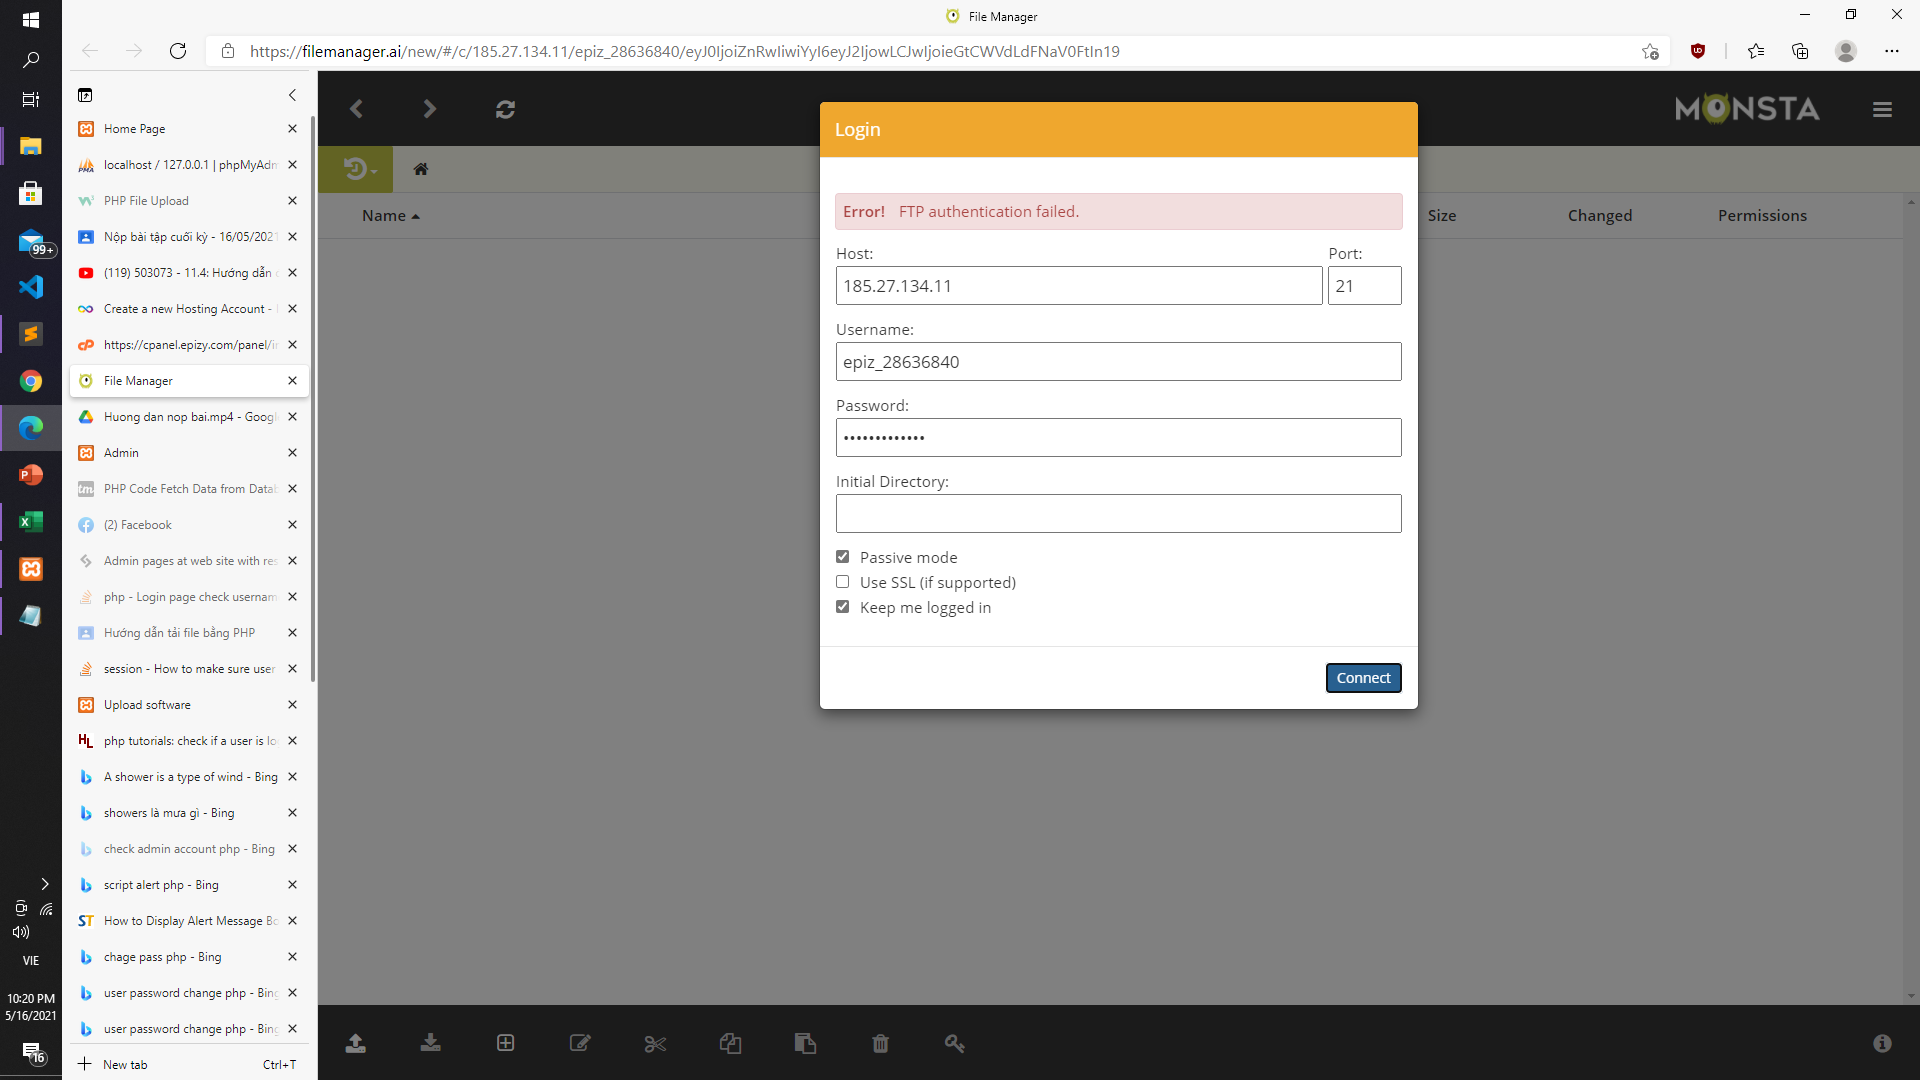 File Manager
https://filemanager.ai/new/#/c/185.27.134.11/epiz_28636840/eyJ0IjoiZnRwIiwiYyI6eyJ2IjowLCJwIjoieGtCWVdLdFNaV0FtIn19
Home Page
localhost / 127.0.0.1 | phpMyAdm
PHP File Upload
Nộp bài tập cuối kỳ - 16/05/2021
(119) 503073 - 11.4: Hướng dẫn
Create a new Hosting Account -
https://cpanel.epizy.com/panel/in
File Manager
Huong dan nop bai.mp4 - Googl
Admin
PHP Code Fetch Data from Datab
(2) Facebook
Admin pages at web site with res
php - Login page check usernam
Hướng dẫn tải file bằng PHP
session - How to make sure user
Upload software
php tutorials: check if a user is lo
A shower is a type of wind - Bing
showers là mưa gì - Bing
check admin account php - Bing
script alert php - Bing
How to Display Alert Message Bo
chage pass php - Bing
user password change php - Bing
user password change php - Bing
New tab Ctrl+T
99+
VIE
10:20 PM
5/16/2021
16
MONSTA
Name
Size
Changed
Permissions
Login
Error! FTP authentication failed.
Host: Port:
185.27.134.11 21
Username:
epiz_28636840
Password:
•••••••••••••
Initial Directory:
Passive mode
Use SSL (if supported)
Keep me logged in
Connect